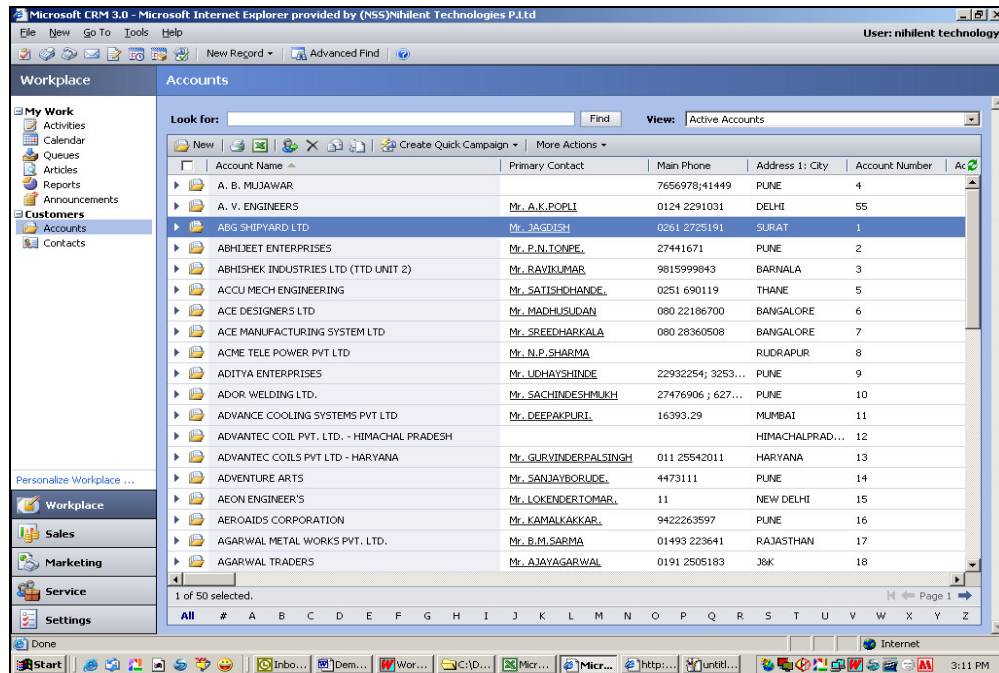 Microsoft CRM 3.0 - Microsoft Internet Explorer provided by (NSS)Nihilent Technologies P.Ltd
File New Go To Tools Help User: nihilent technology
New Record Advanced Find
Workplace Accounts
My Work
Activities
Calendar
Queues
Articles
Reports
Announcements
Customers
Accounts
Contacts
Look for: Find View: Active Accounts
New Create Quick Campaign More Actions
Account Name Primary Contact Main Phone Address 1: City Account Number Ac
A. B. MUJAWAR 7656978;41449 PUNE 4
A. V. ENGINEERS Mr. A.K.POPLI 0124 2291031 DELHI 55
ABG SHIPYARD LTD Mr. JAGDISH 0261 2725191 SURAT 1
ABHIJEET ENTERPRISES Mr. P.N.TONPE. 27441671 PUNE 2
ABHISHEK INDUSTRIES LTD (TTD UNIT 2) Mr. RAVIKUMAR 9815999843 BARNALA 3
ACCU MECH ENGINEERING Mr. SATISHDHANDE. 0251 690119 THANE 5
ACE DESIGNERS LTD Mr. MADHUSUDAN 080 22186700 BANGALORE 6
ACE MANUFACTURING SYSTEM LTD Mr. SREEDHARKALA 080 28360508 BANGALORE 7
ACME TELE POWER PVT LTD Mr. N.P.SHARMA RUDRAPUR 8
ADITYA ENTERPRISES Mr. UDHAYSHINDE 22932254; 3253... PUNE 9
ADOR WELDING LTD. Mr. SACHINDESHMUKH 27476906 ; 627... PUNE 10
ADVANCE COOLING SYSTEMS PVT LTD Mr. DEEPAKPURI. 16393.29 MUMBAI 11
ADVANTEC COIL PVT. LTD. - HIMACHAL PRADESH HIMACHALPRAD... 12
ADVANTEC COILS PVT LTD - HARYANA Mr. GURVINDERPALSINGH 011 25542011 HARYANA 13
ADVENTURE ARTS Mr. SANJAYBORUDE. 4473111 PUNE 14
AEON ENGINEER'S Mr. LOKENDERTOMAR. 11 NEW DELHI 15
AEROAIDS CORPORATION Mr. KAMALKAKKAR. 9422263597 PUNE 16
AGARWAL METAL WORKS PVT. LTD. Mr. B.M.SARMA 01493 223641 RAJASTHAN 17
AGARWAL TRADERS Mr. AJAYAGARWAL 0191 2505183 J&K 18
Personalize Workplace ...
Workplace
Sales
Marketing
Service
Settings
1 of 50 selected. Page 1
All # A B C D E F G H I J K L M N O P Q R S T U V W X Y Z
Done Internet
Start Inbo... Dem... Wor... C:\D... Micr... Micr... http:... untitl... 3:11 PM